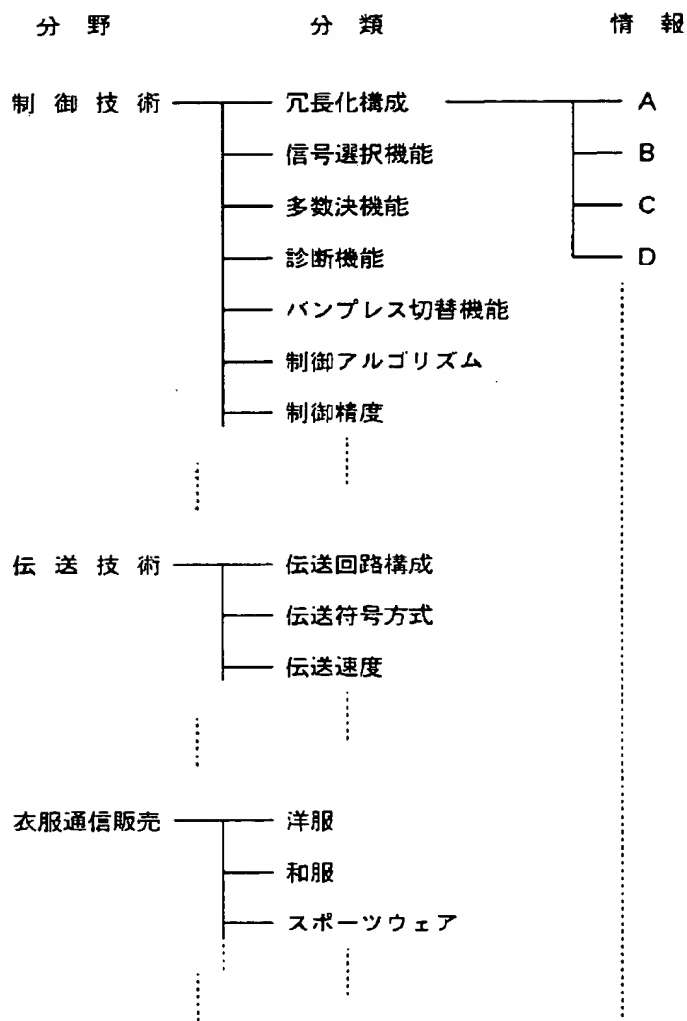 分野 分類 情報
制御技術 冗長化構成 A
信号選択機能 B
多数決機能 C
診断機能 D
バンプレス切替機能
制御アルゴリズム
制御精度
伝送技術 伝送回路構成
伝送符号方式
伝送速度
衣服通信販売 洋服
和服
スポーツウェア